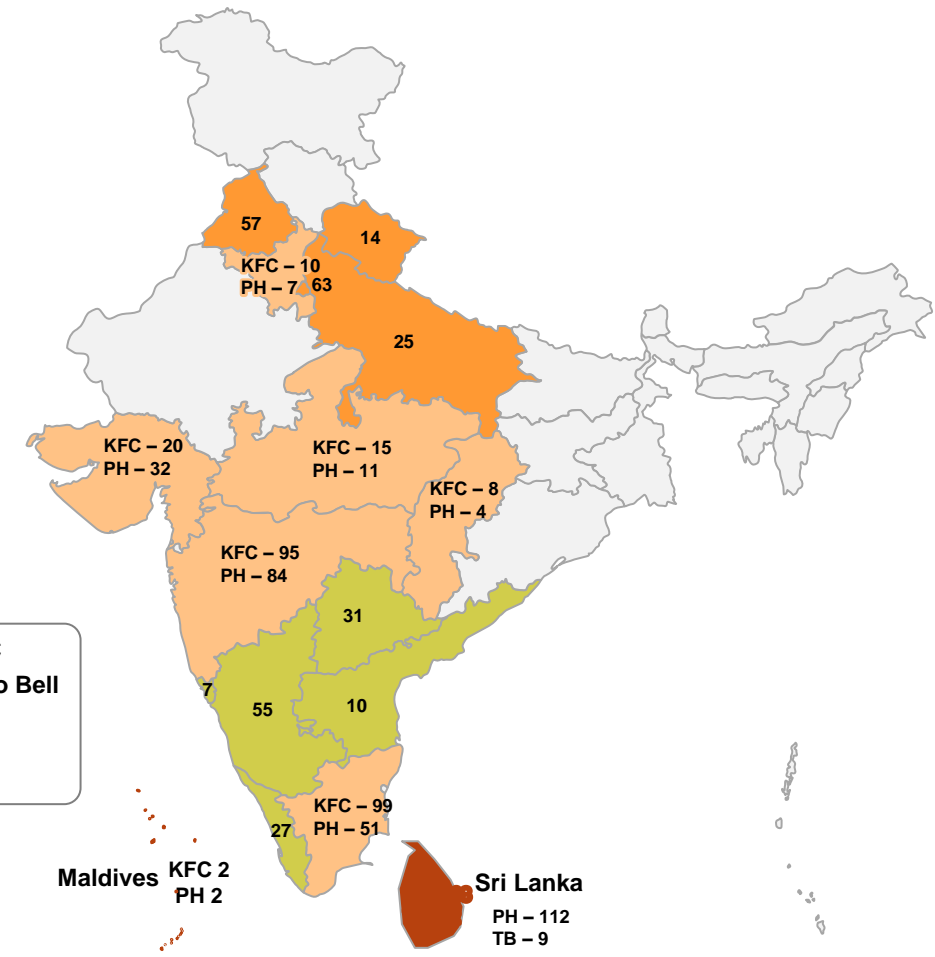 57
14
KFC – 10
PH – 7
63
25
KFC – 20
PH – 32
KFC – 15
PH – 11
KFC – 8
PH – 4
KFC – 95
PH – 84
31
:
Bell
7
55
10
KFC – 99
PH – 51
27
Maldives
KFC 2
PH 2
Sri Lanka
PH – 112
TB – 9